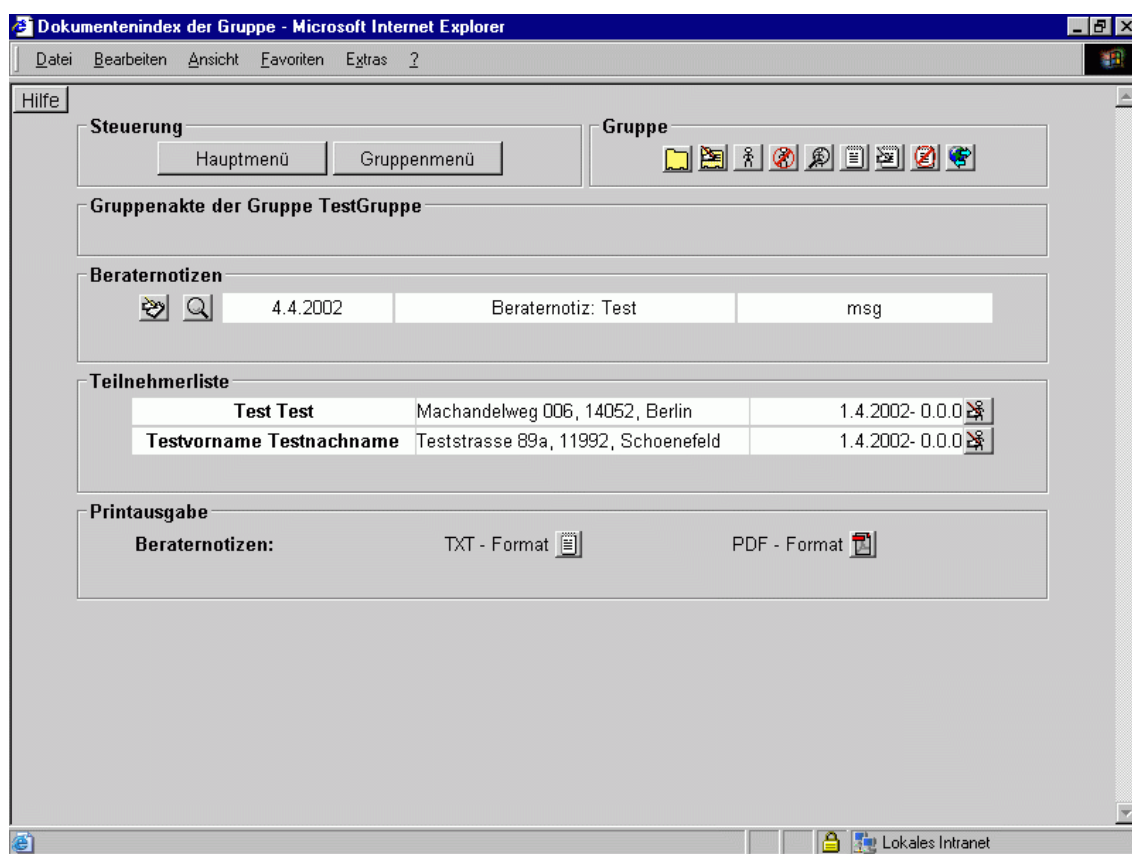 Dokumentenindex der Gruppe - Microsoft Internet Explorer
Datei Bearbeiten Ansicht Favoriten Extras ?
Hilfe
Steuerung
Hauptmenü Gruppenmenü
Gruppe
Gruppenakte der Gruppe TestGruppe
Beraternotizen
4.4.2002 Beraternotiz: Test msg
Teilnehmerliste
Test Test Machandelweg 006, 14052, Berlin 1.4.2002- 0.0.0
Testvorname Testnachname Teststrasse 89a, 11992, Schoenefeld 1.4.2002- 0.0.0
Printausgabe
Beraternotizen: TXT - Format PDF - Format
Lokales Intranet